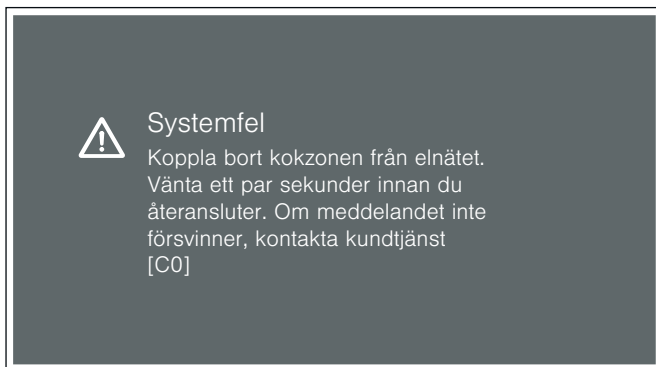 Systemfel
Koppla bort kokzonen från elnätet.
Vänta ett par sekunder innan du
återansluter. Om meddelandet inte
försvinner, kontakta kundtjänst
[C0]